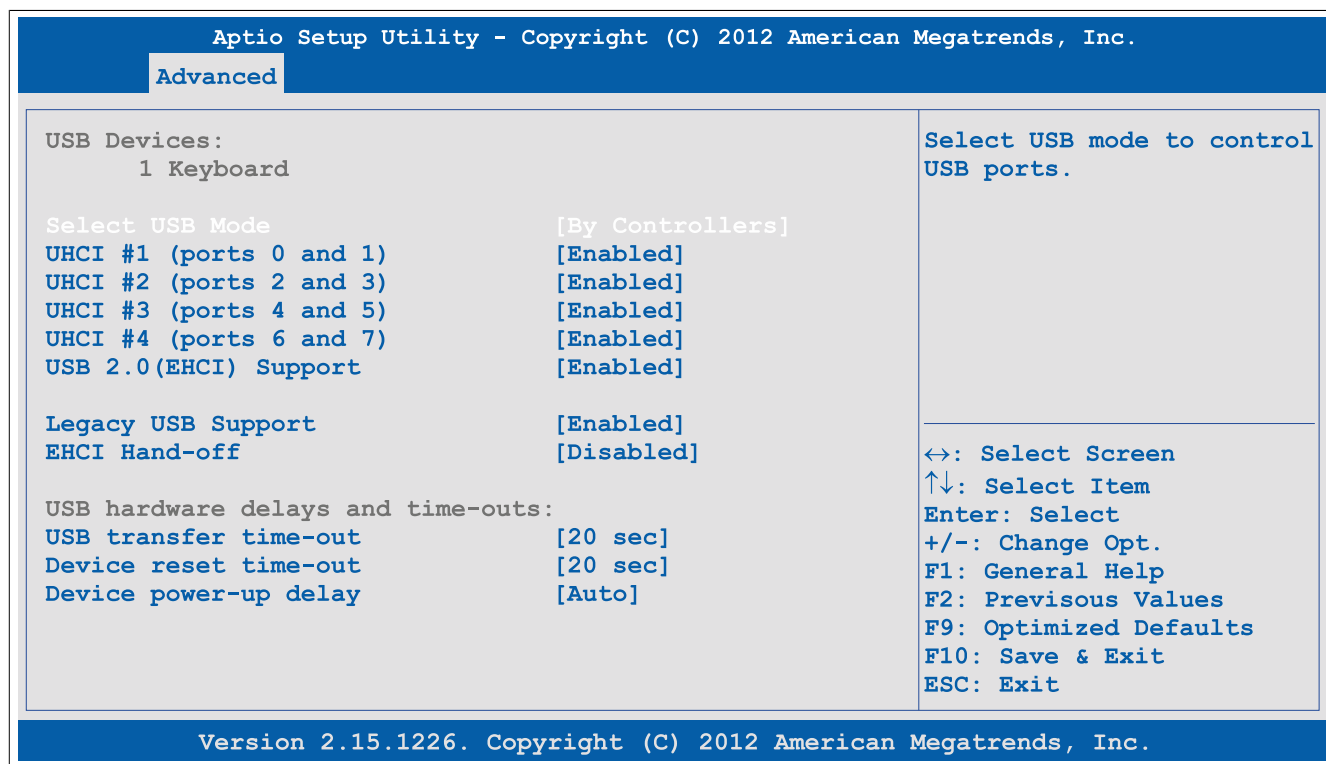 Aptio Setup Utility - Copyright (C) 2012 American Megatrends, Inc.
Advanced
USB Devices:
1 Keyboard
Select USB Mode [By Controllers]
UHCI #1 (ports 0 and 1) [Enabled]
UHCI #2 (ports 2 and 3) [Enabled]
UHCI #3 (ports 4 and 5) [Enabled]
UHCI #4 (ports 6 and 7) [Enabled]
USB 2.0(EHCI) Support [Enabled]
Legacy USB Support [Enabled]
EHCI Hand-off [Disabled]
USB hardware delays and time-outs:
USB transfer time-out [20 sec]
Device reset time-out [20 sec]
Device power-up delay [Auto]
Select USB mode to control
USB ports.
↔: Select Screen
↑↓: Select Item
Enter: Select
+/-: Change Opt.
F1: General Help
F2: Previsous Values
F9: Optimized Defaults
F10: Save & Exit
ESC: Exit
Version 2.15.1226. Copyright (C) 2012 American Megatrends, Inc.